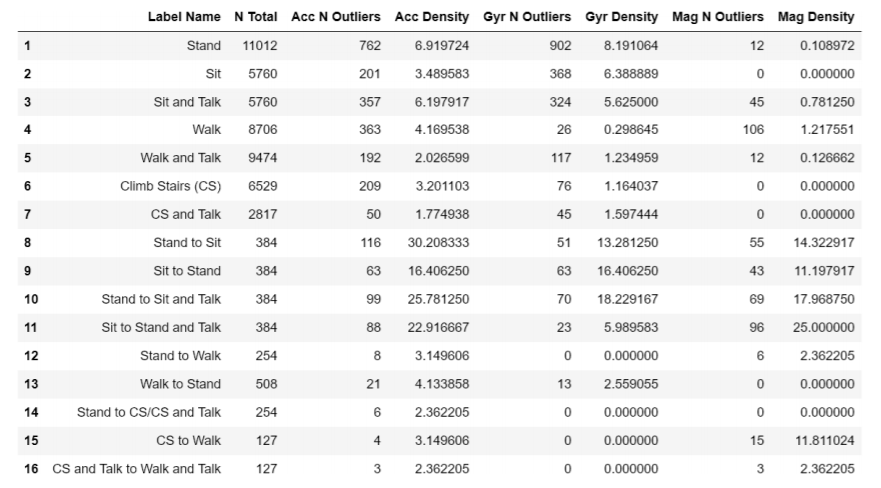 Label Name N Total Acc N Outliers Acc Density Gyr N Outliers Gyr Density Mag N Outliers Mag Density
1 Stand 11012 762 6.919724 902 8.191064 12 0.108972
2 Sit 5760 201 3.489583 368 6.388889 0 0.000000
3 Sit and Talk 5760 357 6.197917 324 5.625000 45 0.781250
4 Walk 8706 363 4.169538 26 0.298645 106 1.217551
5 Walk and Talk 9474 192 2.026599 117 1.234959 12 0.126662
6 Climb Stairs (CS) 6529 209 3.201103 76 1.164037 0 0.000000
7 CS and Talk 2817 50 1.774938 45 1.597444 0 0.000000
8 Stand to Sit 384 116 30.208333 51 13.281250 55 14.322917
9 Sit to Stand 384 63 16.406250 63 16.406250 43 11.197917
10 Stand to Sit and Talk 384 99 25.781250 70 18.229167 69 17.968750
11 Sit to Stand and Talk 384 88 22.916667 23 5.989583 96 25.000000
12 Stand to Walk 254 8 3.149606 0 0.000000 6 2.362205
13 Walk to Stand 508 21 4.133858 13 2.559055 0 0.000000
14 Stand to CS/CS and Talk 254 6 2.362205 0 0.000000 0 0.000000
15 CS to Walk 127 4 3.149606 0 0.000000 15 11.811024
16 CS and Talk to Walk and Talk 127 3 2.362205 0 0.000000 3 2.362205